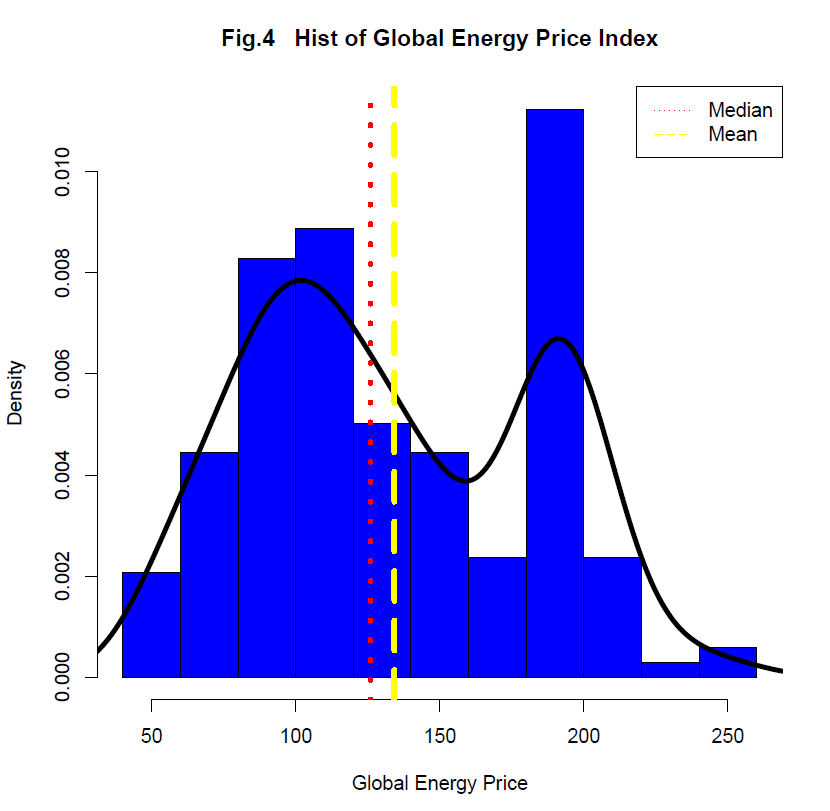 Fig.4 Hist of Global Energy Price Index
Median
Mean
Density
0.010
0.008
0.006
0.004
0.002
0.000
50 100 150 200 250
Global Energy Price